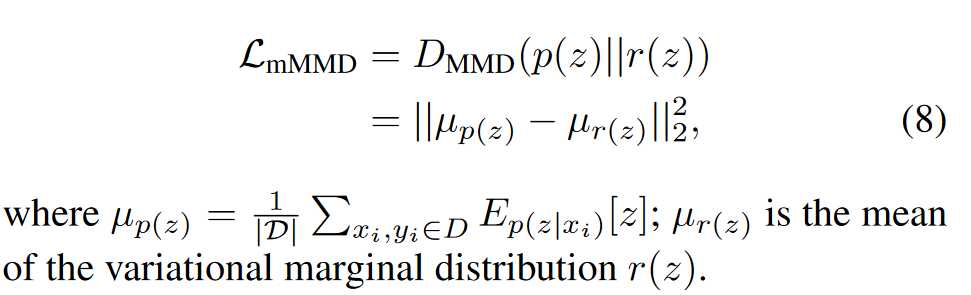 ℒ_mMMD = D_MMD(p(z)||r(z))
= ||μ_p(z) − μ_r(z)||²₂, (8)
where μ_p(z) = 1/|𝒟| ∑_{x_i,y_i∈D} E_{p(z|x_i)}[z]; μ_r(z) is the mean
of the variational marginal distribution r(z).